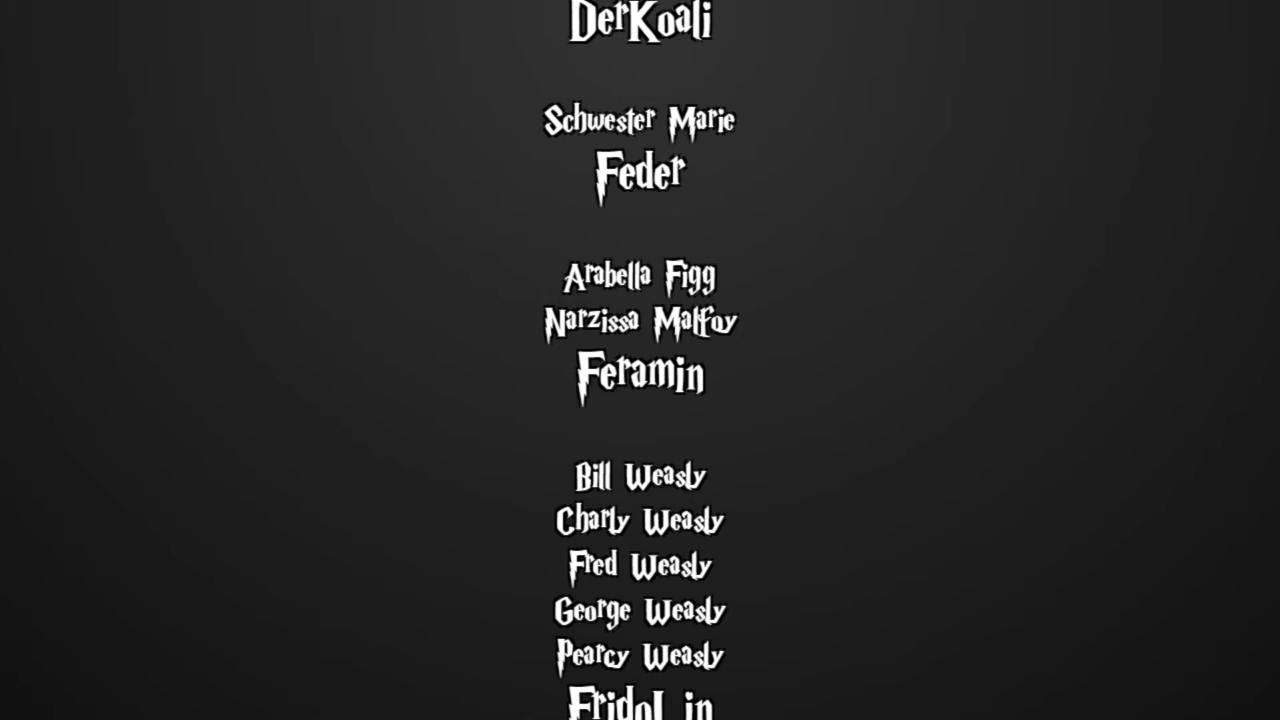 DerKoali
Schwester Marie
Feder
Arabella Figg
Narzissa Malfoy
Feramin
Bill Weasly
Charly Weasly
Fred Weasly
George Weasly
Pearcy Weasly
FridoL_in